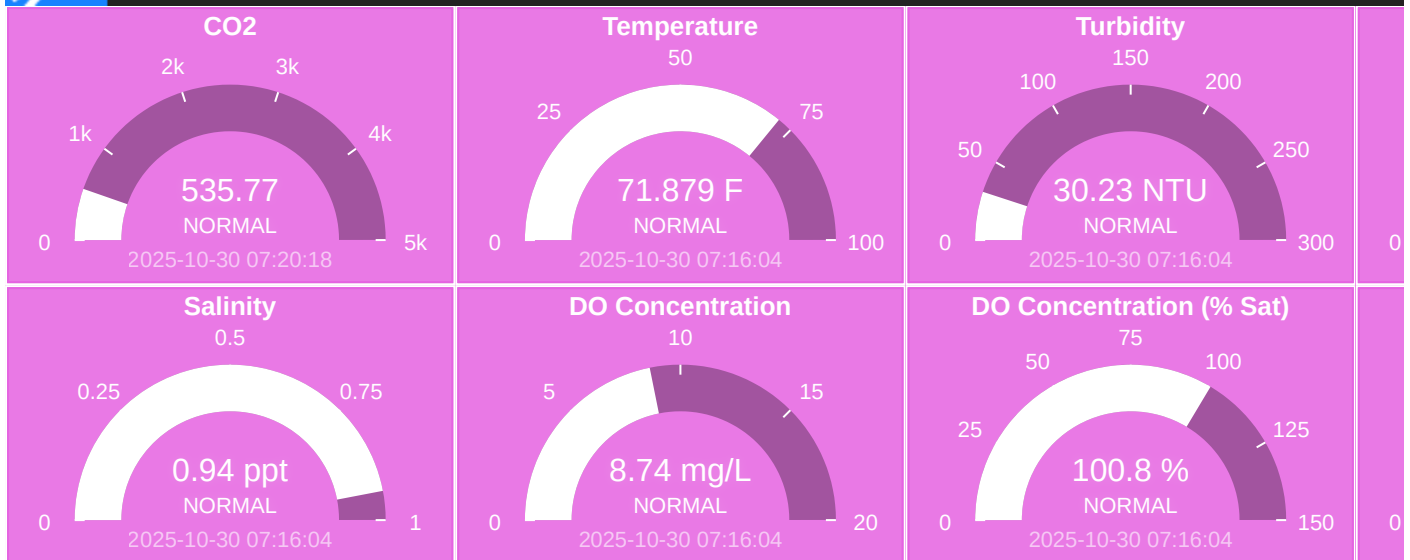 CO2
2k 3k
1k 4k
535.77
NORMAL
0 5k
2025-10-30 07:20:18
Temperature
50
25 75
71.879 F
NORMAL
0 100
2025-10-30 07:16:04
Turbidity
150
100 200
50 250
30.23 NTU
NORMAL
0 300
2025-10-30 07:16:04
0
Salinity
0.5
0.25 0.75
0.94 ppt
NORMAL
0 1
2025-10-30 07:16:04
DO Concentration
10
5 15
8.74 mg/L
NORMAL
0 20
2025-10-30 07:16:04
DO Concentration (% Sat)
75
50 100
25 125
100.8 %
NORMAL
0 150
2025-10-30 07:16:04
0